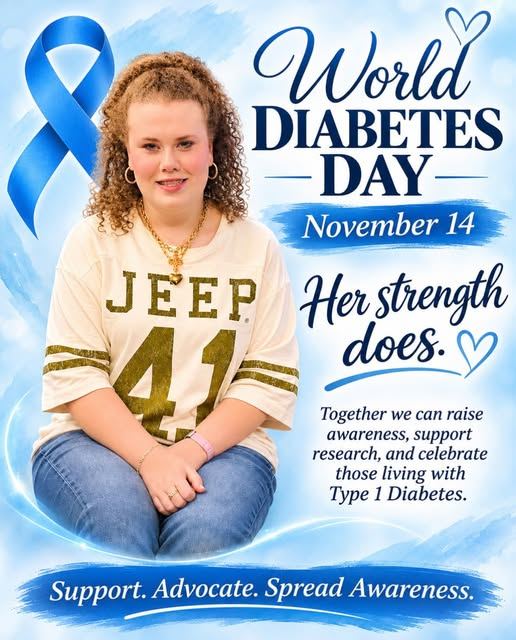 World
DIABETES
DAY
November 14
JEEP
®
41
Her strength
does.
Together we can raise
awareness, support
research, and celebrate
those living with
Type 1 Diabetes.
Support. Advocate. Spread Awareness.